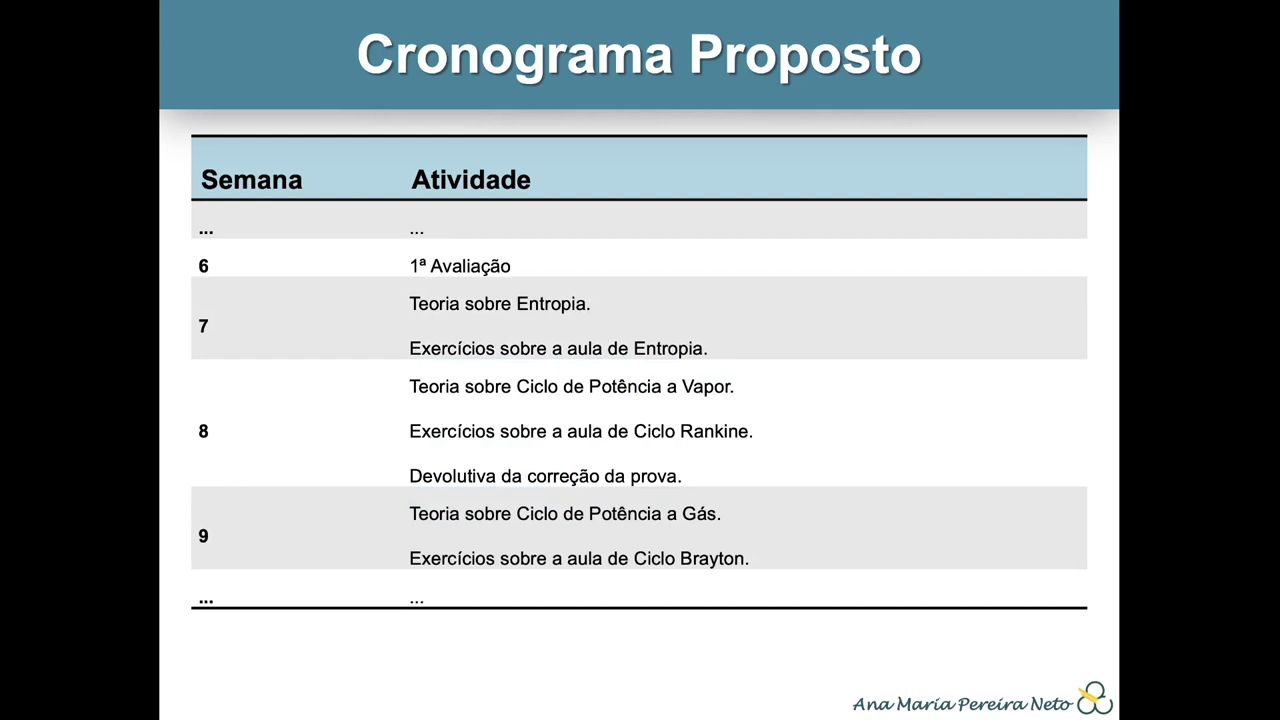 Cronograma Proposto
Semana Atividade
... ...
6 1ª Avaliação
7 Teoria sobre Entropia.
Exercícios sobre a aula de Entropia.
8 Teoria sobre Ciclo de Potência a Vapor.
Exercícios sobre a aula de Ciclo Rankine.
Devolutiva da correção da prova.
9 Teoria sobre Ciclo de Potência a Gás.
Exercícios sobre a aula de Ciclo Brayton.
... ...
Ana Maria Pereira Neto